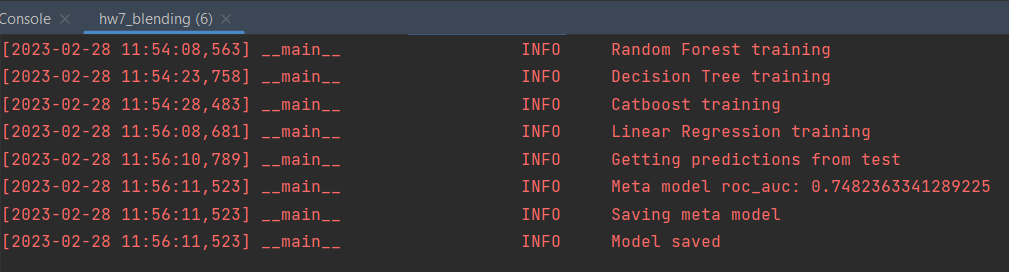 Console hw7_blending (6)
[2023-02-28 11:54:08,563] __main__ INFO Random Forest training
[2023-02-28 11:54:23,758] __main__ INFO Decision Tree training
[2023-02-28 11:54:28,483] __main__ INFO Catboost training
[2023-02-28 11:56:08,681] __main__ INFO Linear Regression training
[2023-02-28 11:56:10,789] __main__ INFO Getting predictions from test
[2023-02-28 11:56:11,523] __main__ INFO Meta model roc_auc: 0.7482363341289225
[2023-02-28 11:56:11,523] __main__ INFO Saving meta model
[2023-02-28 11:56:11,523] __main__ INFO Model saved